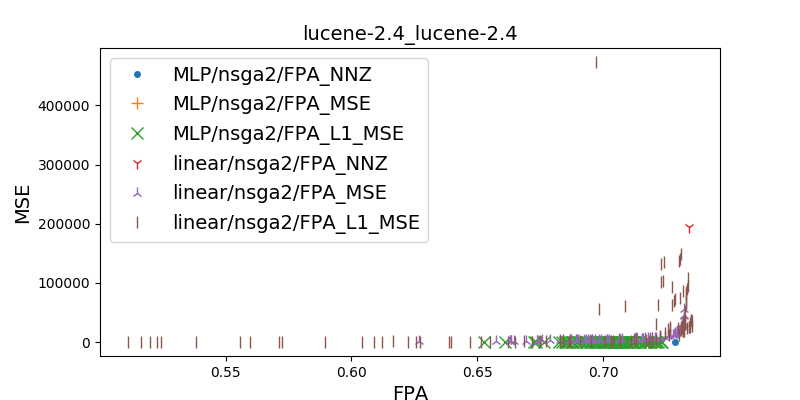 lucene-2.4_lucene-2.4
MLP/nsga2/FPA_NNZ
MLP/nsga2/FPA_MSE
MLP/nsga2/FPA_L1_MSE
linear/nsga2/FPA_NNZ
linear/nsga2/FPA_MSE
linear/nsga2/FPA_L1_MSE
MSE
400000
300000
200000
100000
0
0.55 0.60 0.65 0.70
FPA